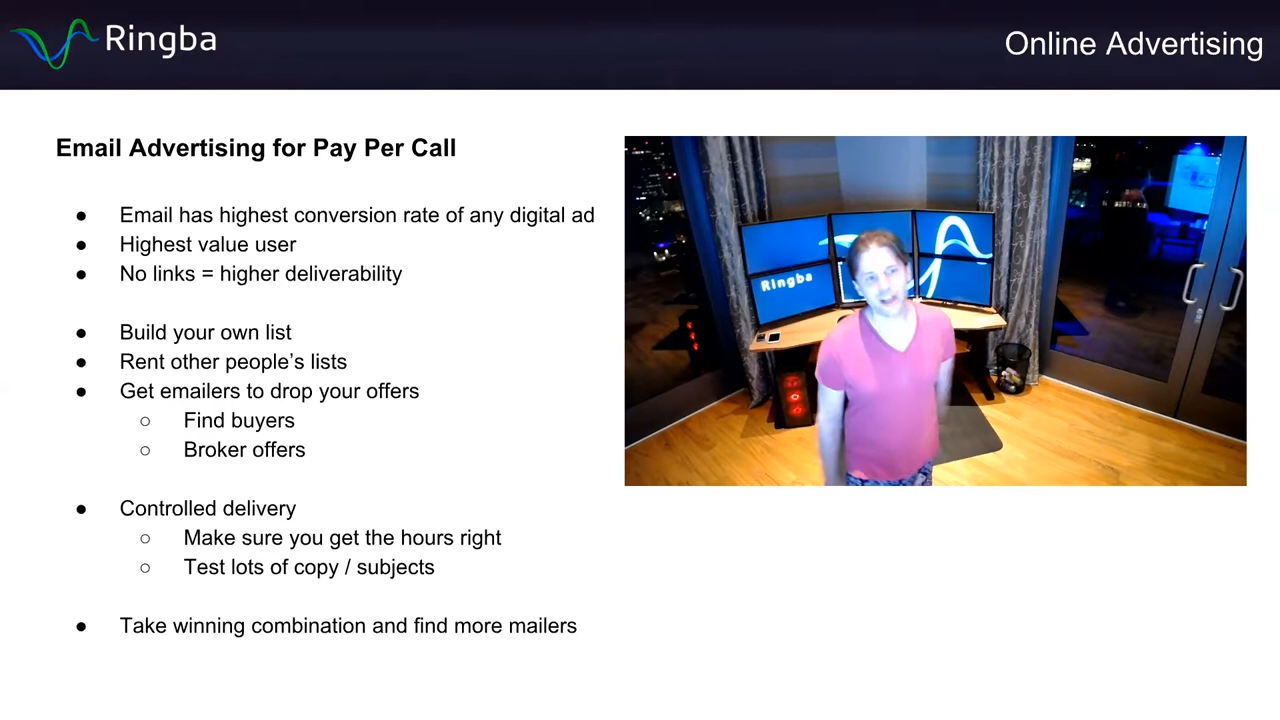 Ringba
Online Advertising
Email Advertising for Pay Per Call
● Email has highest conversion rate of any digital ad
● Highest value user
● No links = higher deliverability
● Build your own list
● Rent other people’s lists
● Get emailers to drop your offers
○ Find buyers
○ Broker offers
● Controlled delivery
○ Make sure you get the hours right
○ Test lots of copy / subjects
● Take winning combination and find more mailers
Ringba